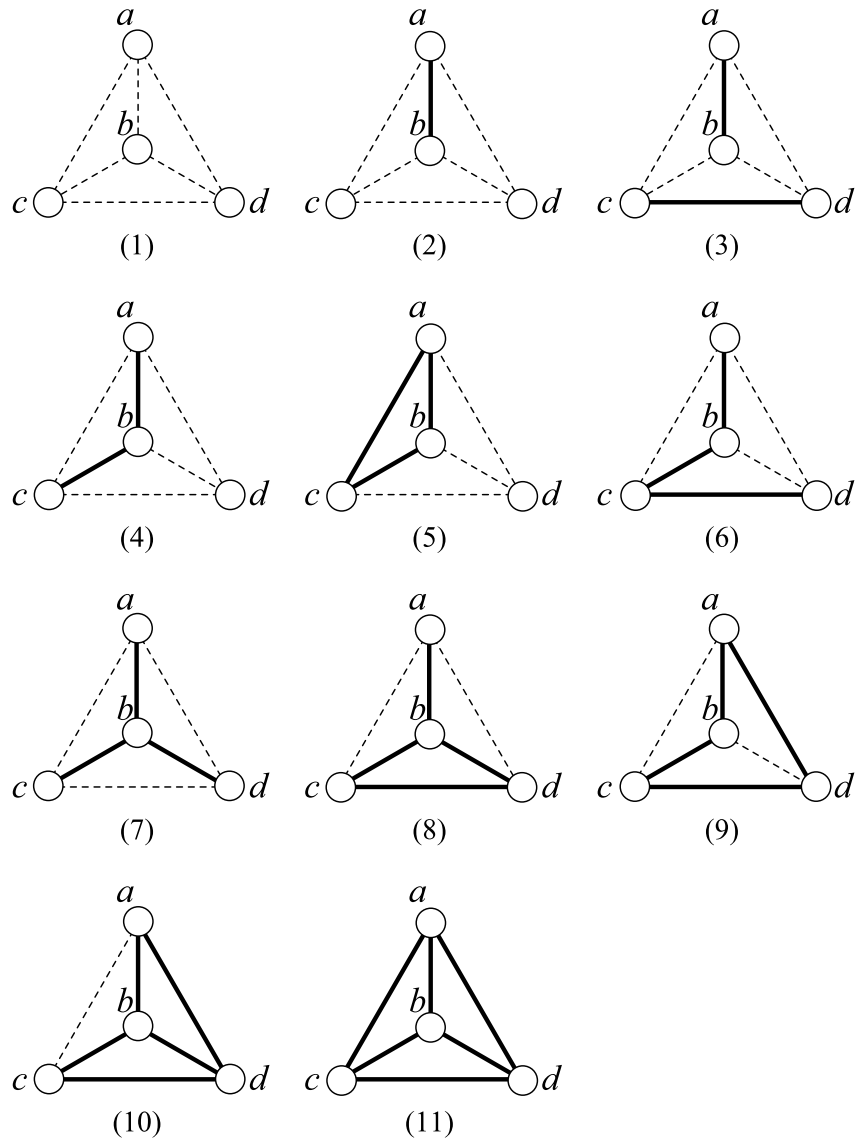 a a a
b b b
c d c d c d
(1) (2) (3)
a a a
b b b
c d c d c d
(4) (5) (6)
a a a
b b b
c d c d c d
(7) (8) (9)
a a
b b
c d c d
(10) (11)